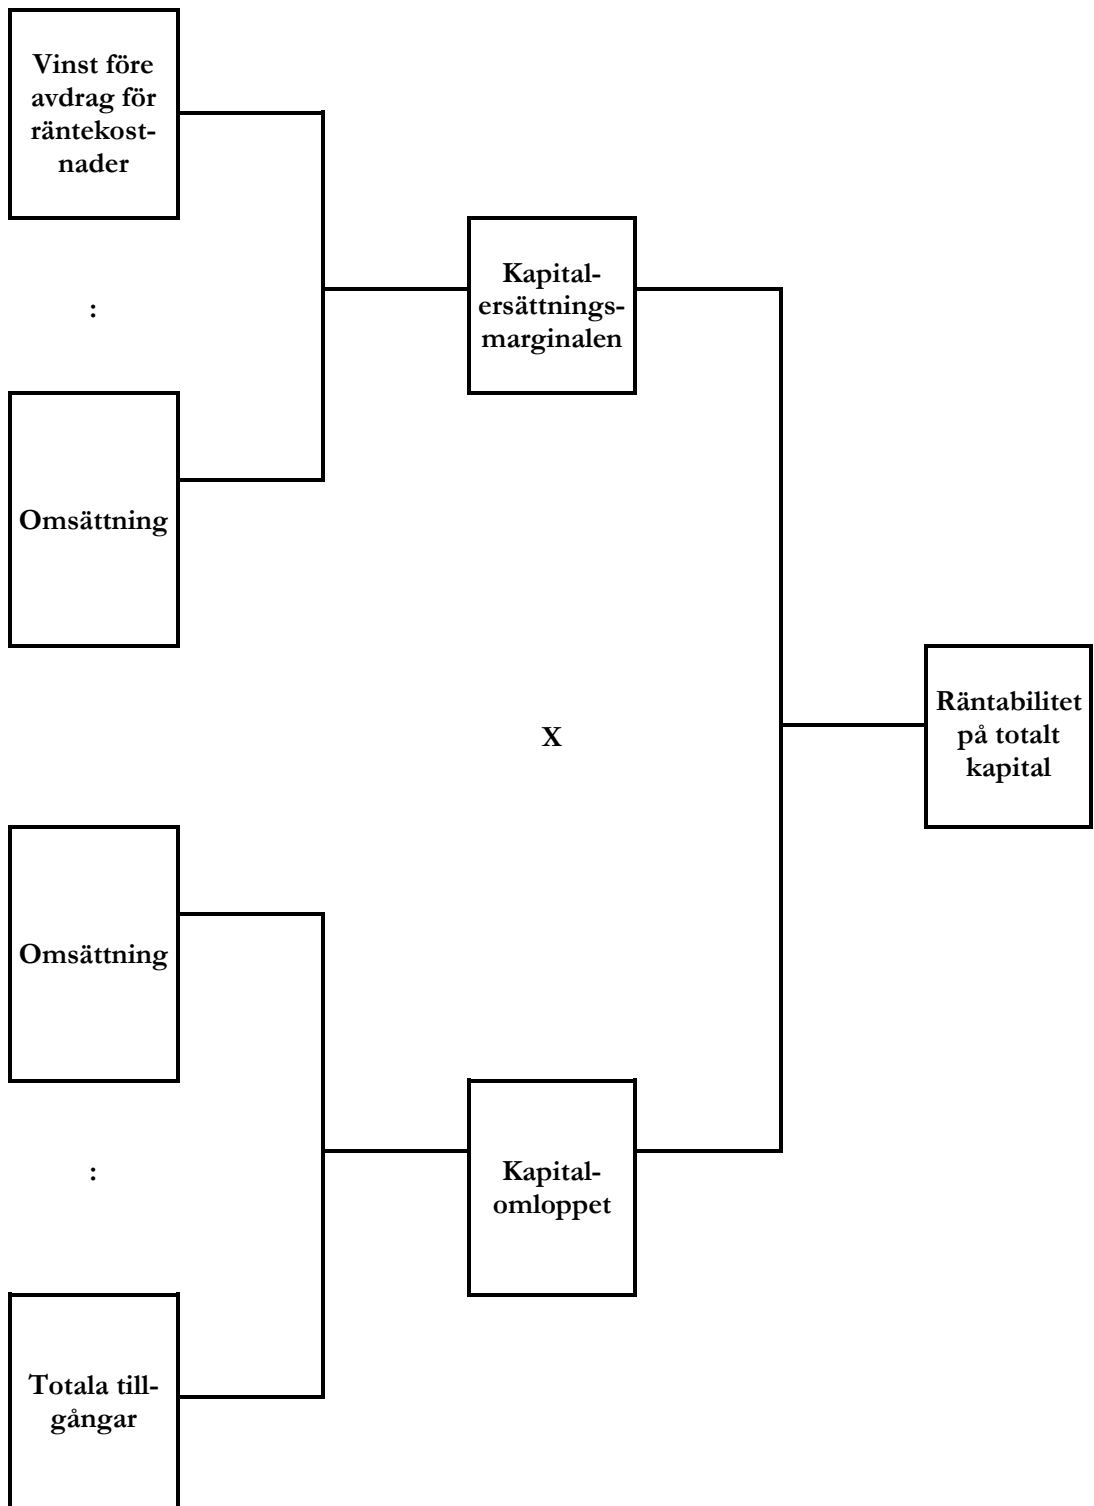 Vinst före
avdrag för
räntekost-
nader
:
Omsättning
Kapital-
ersättnings-
marginalen
X
Räntabilitet
på totalt
kapital
Omsättning
:
Totala till-
gångar
Kapital-
omloppet